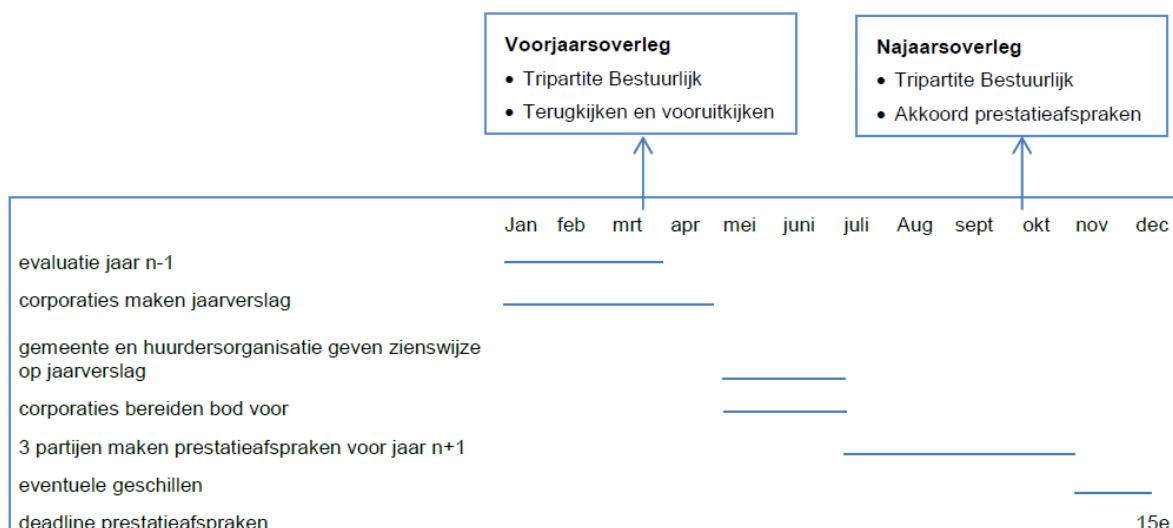 Voorjaarsoverleg
• Tripartite Bestuurlijk
• Terugkijken en vooruitkijken
Najaarsoverleg
• Tripartite Bestuurlijk
• Akkoord prestatieafspraken
Jan feb mrt apr mei juni juli Aug sept okt nov dec
evaluatie jaar n-1
corporaties maken jaarverslag
gemeente en huurdersorganisatie geven zienswijze
op jaarverslag
corporaties bereiden bod voor
3 partijen maken prestatieafspraken voor jaar n+1
eventuele geschillen
deadline prestatieafspraken 15e